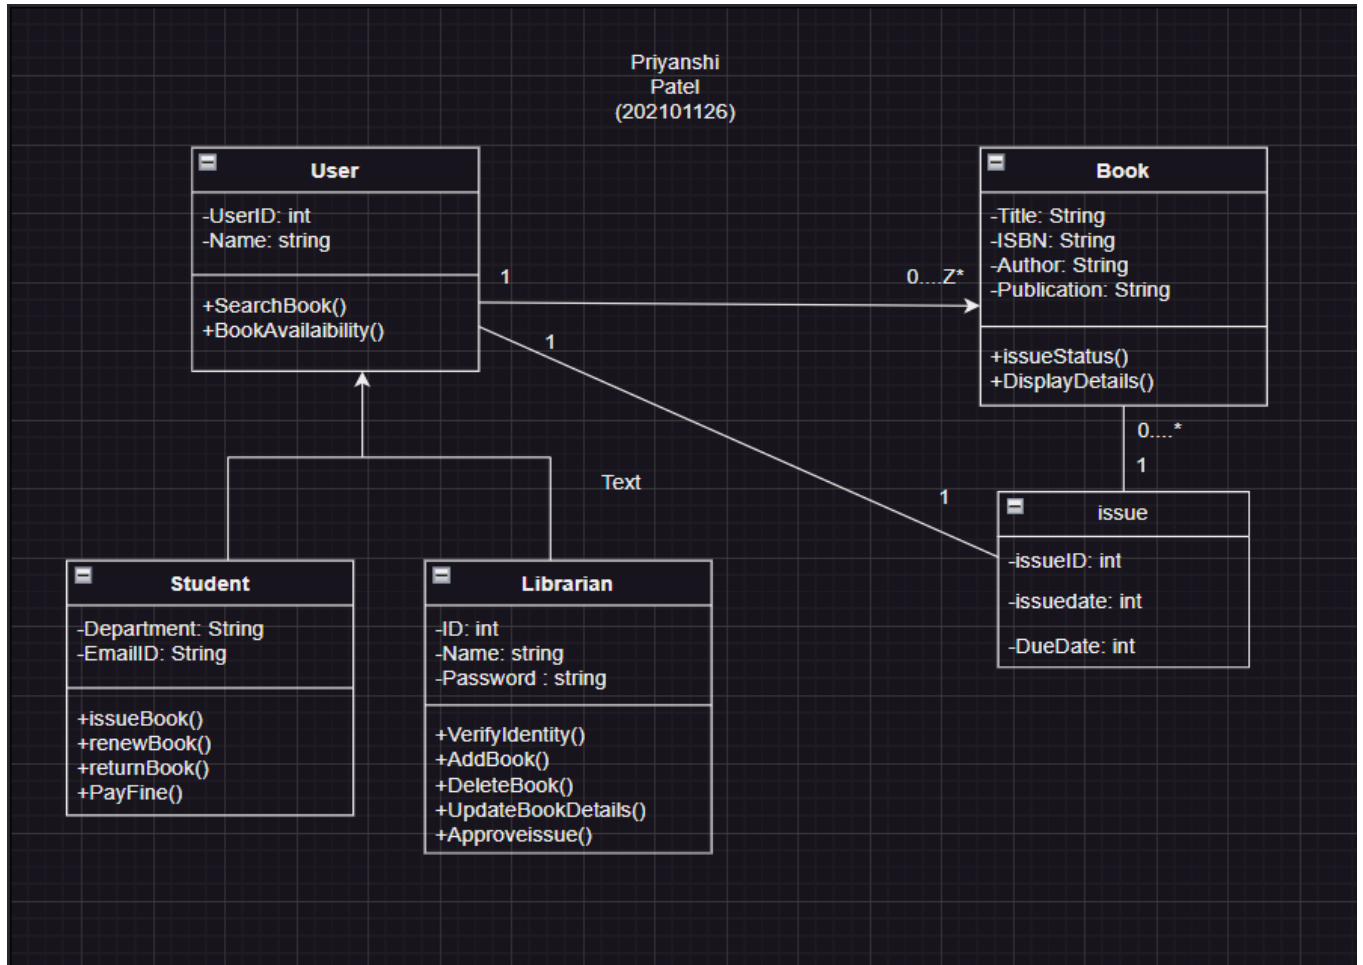 Priyanshi
Patel
(202101126)
User
-UserID: int
-Name: string
+SearchBook()
+BookAvailaibility()
1
0....Z*
1
Book
-Title: String
-ISBN: String
-Author: String
-Publication: String
+issueStatus()
+DisplayDetails()
0....*
1
1
Text
issue
-issueID: int
-issuedate: int
-DueDate: int
Student
-Department: String
-EmailID: String
+issueBook()
+renewBook()
+returnBook()
+PayFine()
Librarian
-ID: int
-Name: string
-Password : string
+VerifyIdentity()
+AddBook()
+DeleteBook()
+UpdateBookDetails()
+Approveissue()